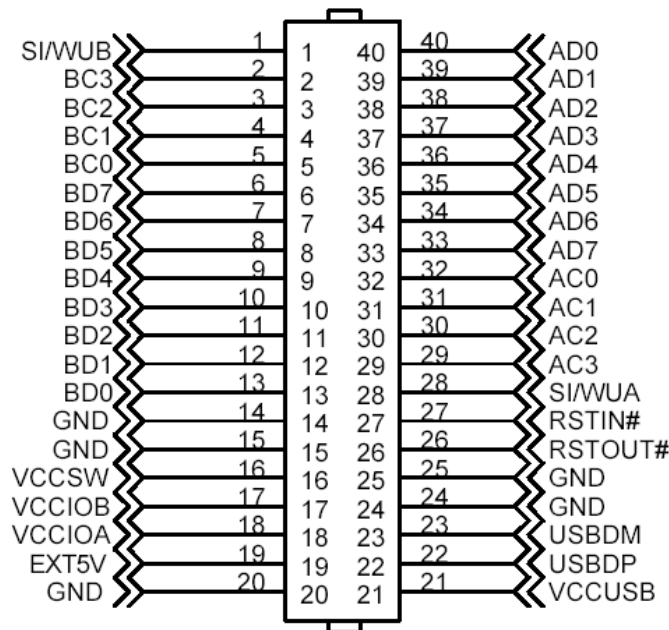 SI/WUB 1 1 40 40 AD0
BC3 2 2 39 39 AD1
BC2 3 3 38 38 AD2
BC1 4 4 37 37 AD3
BC0 5 5 36 36 AD4
BD7 6 6 35 35 AD5
BD6 7 7 34 34 AD6
BD5 8 8 33 33 AD7
BD4 9 9 32 32 AC0
BD3 10 10 31 31 AC1
BD2 11 11 30 30 AC2
BD1 12 12 29 29 AC3
BD0 13 13 28 28 SI/WUA
GND 14 14 27 27 RSTIN#
GND 15 15 26 26 RSTOUT#
VCCSW 16 16 25 25 GND
VCCIOB 17 17 24 24 GND
VCCIOA 18 18 23 23 USBDM
EXT5V 19 19 22 22 USBDP
GND 20 20 21 21 VCCUSB